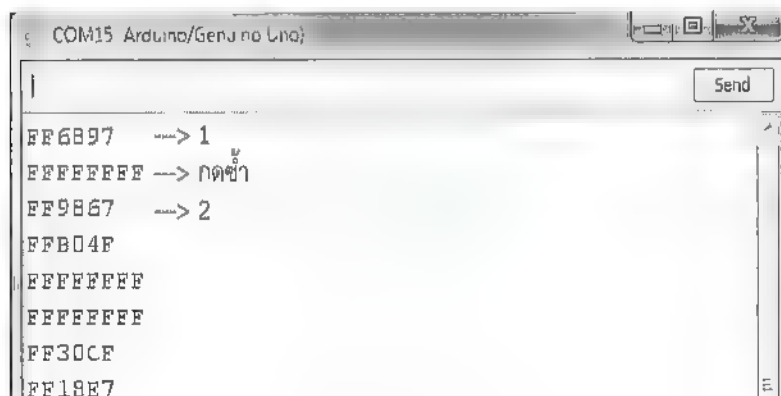 COM15 (Arduino/Genuino Uno)
Send
FF6897 ---> 1
FFFFFFFF ---> กดซ้ำ
FF9867 ---> 2
FFB04F
FFFFFFFF
FFFFFFFF
FF30CF
FF18E7